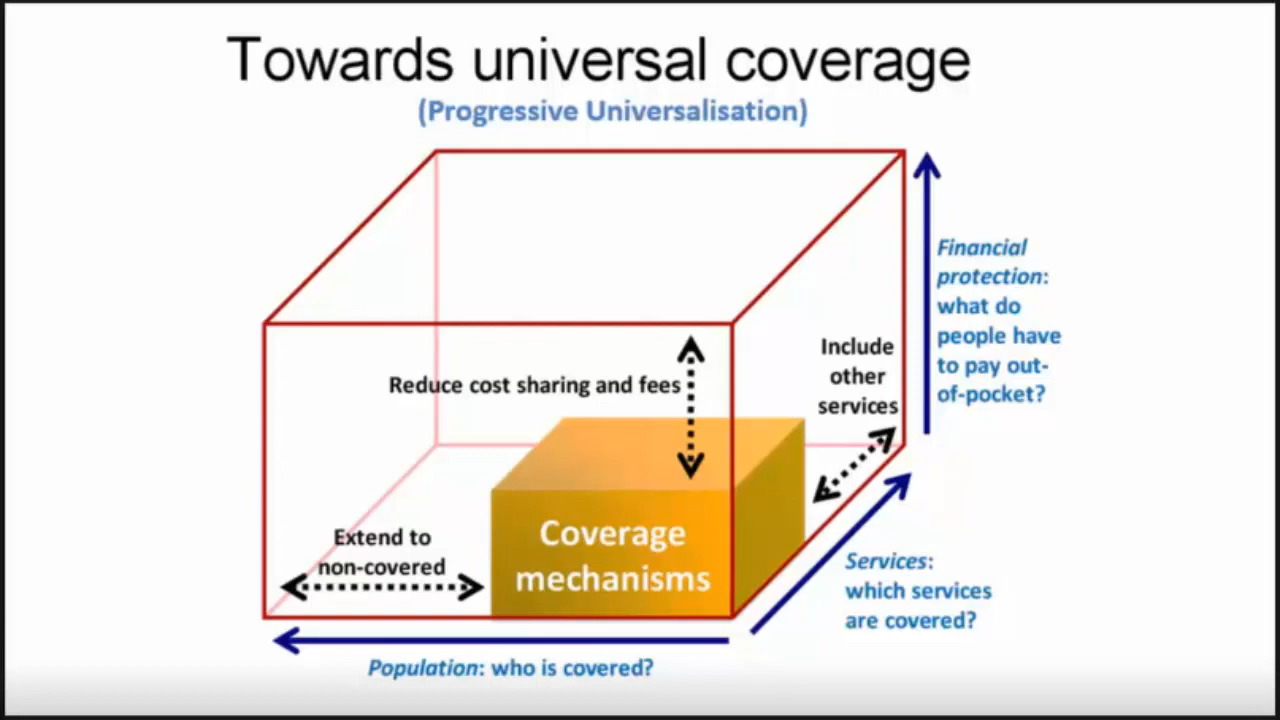 Towards universal coverage
(Progressive Universalisation)
Financial
protection:
what do
people have
to pay out-
of-pocket?
Include
other
services
Reduce cost sharing and fees
Extend to
non-covered
Coverage
mechanisms
Services:
which services
are covered?
Population: who is covered?